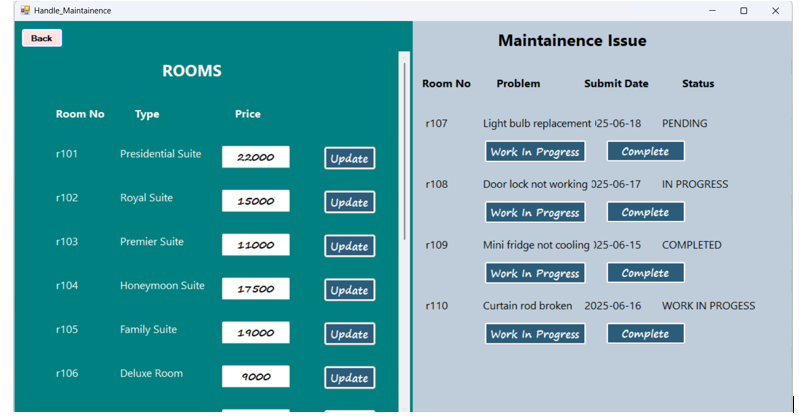 Handle_Maintainence
Back
ROOMS
Room No Type Price
r101 Presidential Suite 22000 Update
r102 Royal Suite 15000 Update
r103 Premier Suite 11000 Update
r104 Honeymoon Suite 17500 Update
r105 Family Suite 19000 Update
r106 Deluxe Room 9000 Update
Maintainence Issue
Room No Problem Submit Date Status
r107 Light bulb replacement 025-06-18 PENDING
Work In Progress Complete
r108 Door lock not working 2025-06-17 IN PROGRESS
Work In Progress Complete
r109 Mini fridge not cooling 025-06-15 COMPLETED
Work In Progress Complete
r110 Curtain rod broken 2025-06-16 WORK IN PROGESS
Work In Progress Complete